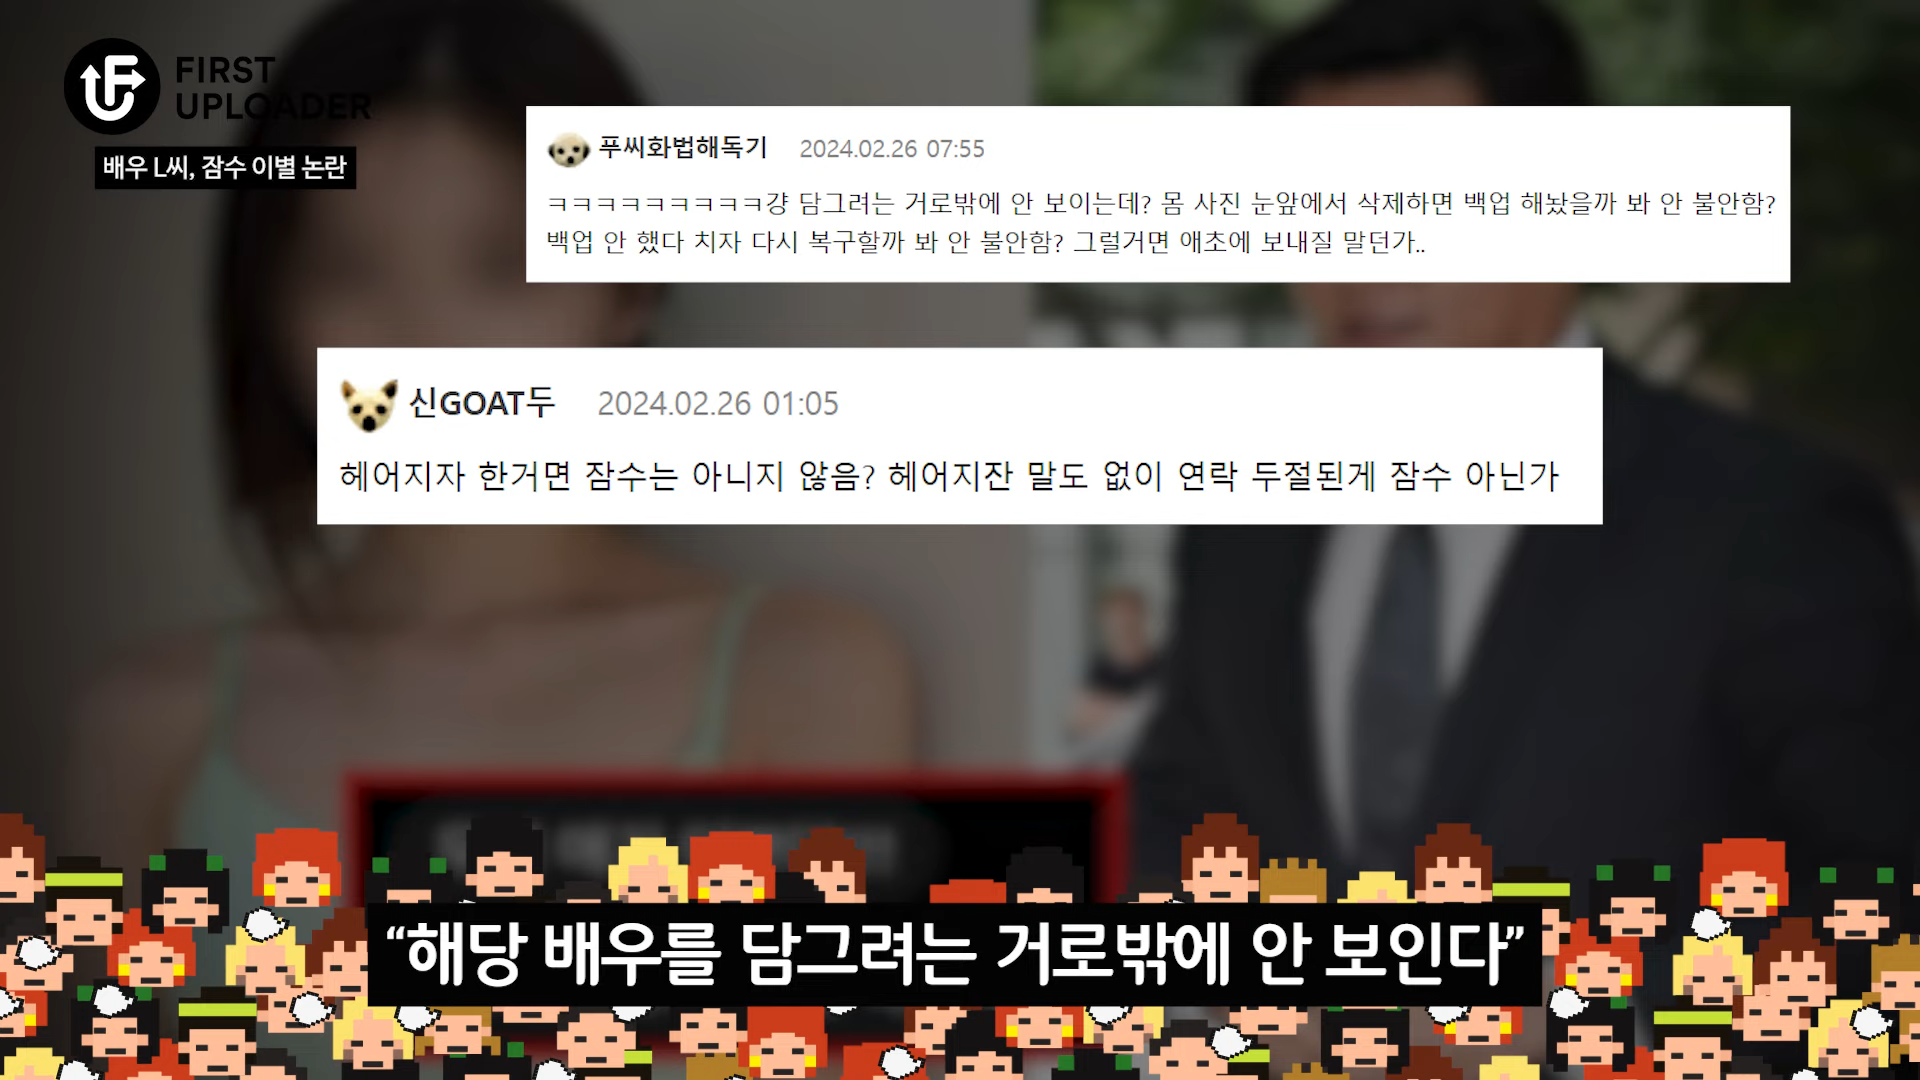 FIRST
UPLOADER
배우 L씨, 잠수 이별 논란
푸씨화법해독기 2024.02.26 07:55
ㅋㅋㅋㅋㅋㅋㅋㅋㅋ걍 담그려는 거로밖에 안 보이는데? 몸 사진 눈앞에서 삭제하면 백업 해놨을까 봐 안 불안함?
백업 안 했다 치자 다시 복구할까 봐 안 불안함? 그럴거면 애초에 보내질 말던가..
신GOAT두 2024.02.26 01:05
헤어지자 한거면 잠수는 아니지 않음? 헤어지잔 말도 없이 연락 두절된게 잠수 아닌가
“해당 배우를 담그려는 거로밖에 안 보인다”